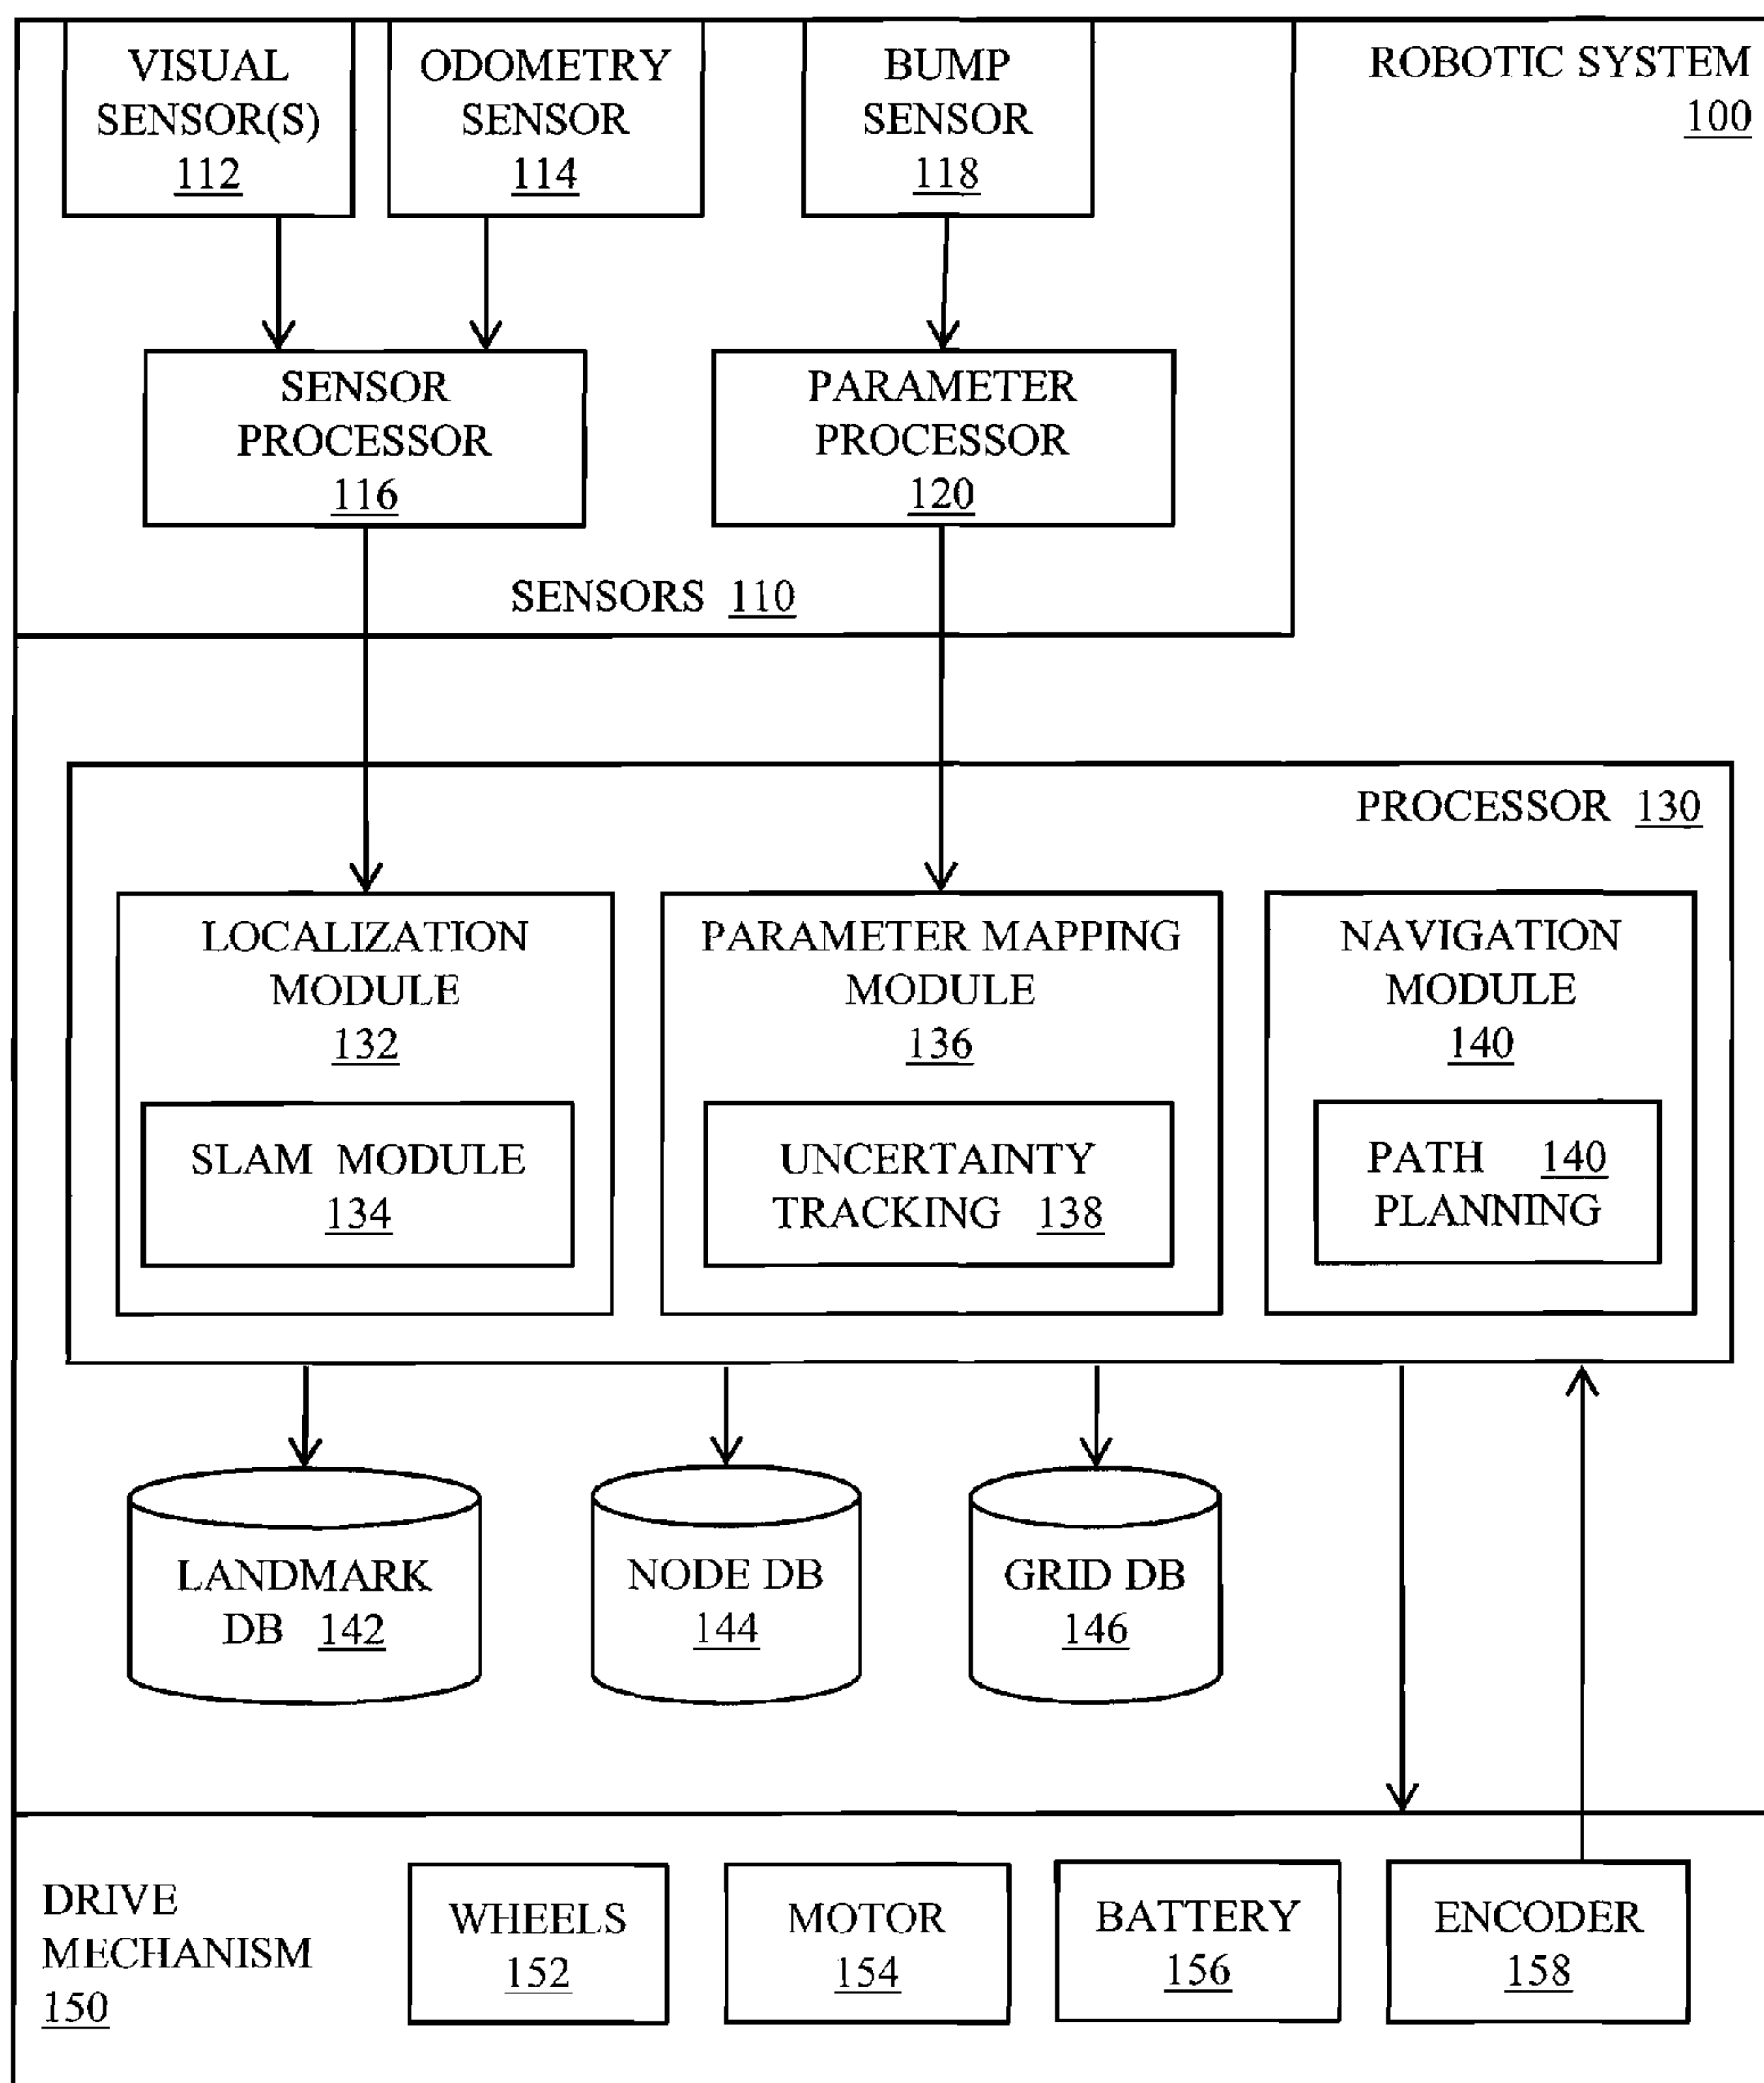 VISUAL
SENSOR(S)
112
ODOMETRY
SENSOR
114
BUMP
SENSOR
118
ROBOTIC SYSTEM
100
SENSOR
PROCESSOR
116
PARAMETER
PROCESSOR
120
SENSORS 110
PROCESSOR 130
LOCALIZATION
MODULE
132
SLAM MODULE
134
PARAMETER MAPPING
MODULE
136
UNCERTAINTY
TRACKING 138
NAVIGATION
MODULE
140
PATH 140
PLANNING
LANDMARK
DB 142
NODE DB
144
GRID DB
146
DRIVE
MECHANISM
150
WHEELS
152
MOTOR
154
BATTERY
156
ENCODER
158